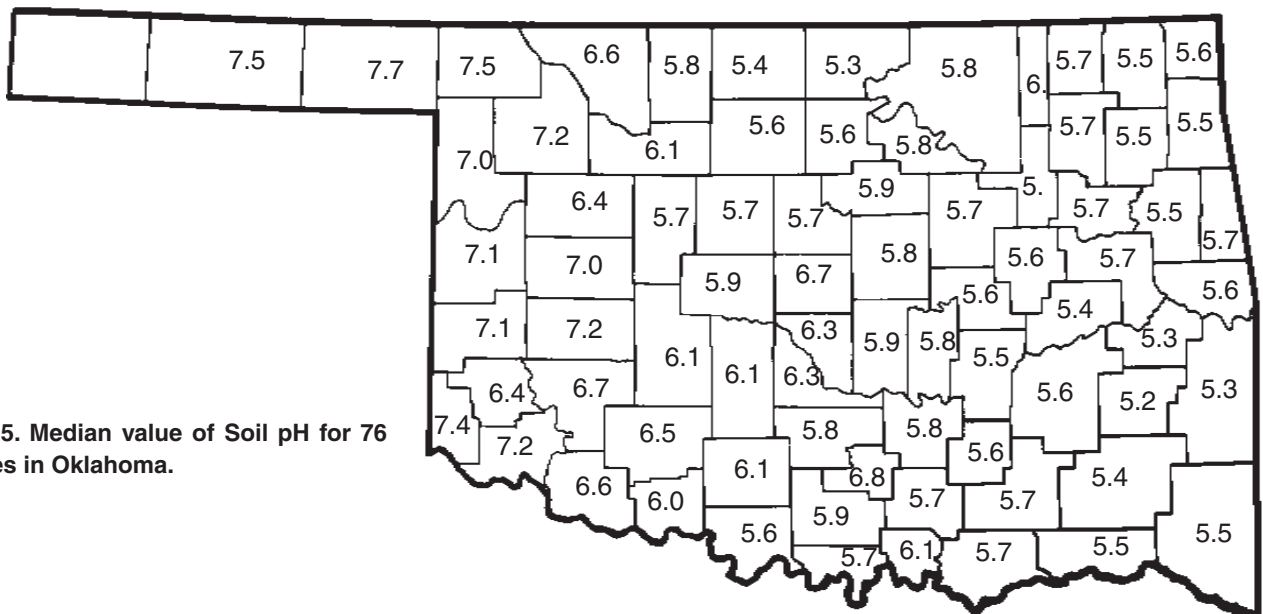 7.5 7.7 7.5 6.6 5.8 5.4 5.3 5.8 6. 5.7 5.5 5.6
7.0 7.2 6.1 5.6 5.6 5.8 5.7 5.5 5.5
6.4 5.7 5.7 5.7 5.9 5.7 5. 5.7 5.5 5.7
7.1 7.0 5.9 6.7 5.8 5.6 5.7 5.6
7.1 7.2 6.1 6.1 6.3 5.9 5.8 5.6 5.5 5.4 5.3
6.4 6.7 6.3 5.6 5.2 5.3
7.4 7.2 6.5 5.8 5.8 5.6
5. Median value of Soil pH for 76
es in Oklahoma.
6.6 6.0 6.1 6.8 5.7 5.7 5.4
5.6 5.9 5.7 6.1 5.7 5.5 5.5